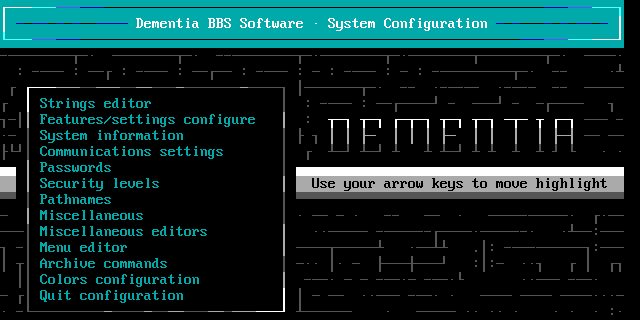 Dementia BBS Software · System Configuration
Strings editor
Features/settings configure
System information
Communications settings
Passwords
Security levels
Pathnames
Miscellaneous
Miscellaneous editors
Menu editor
Archive commands
Colors configuration
Quit configuration
DEMENTIA
Use your arrow keys to move highlight